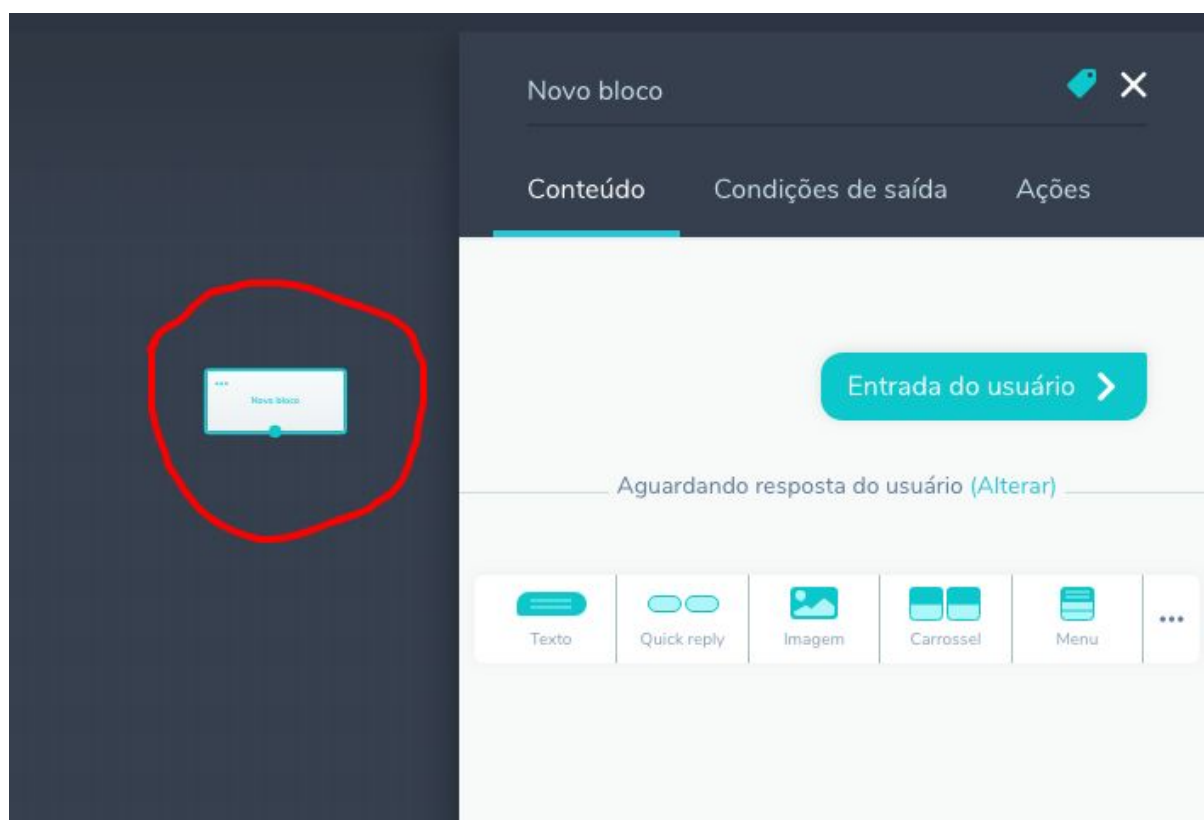 Novo bloco
Conteúdo Condições de saída Ações
Novo bloco
Entrada do usuário
Aguardando resposta do usuário (Alterar)
Texto Quick reply Imagem Carrossel Menu